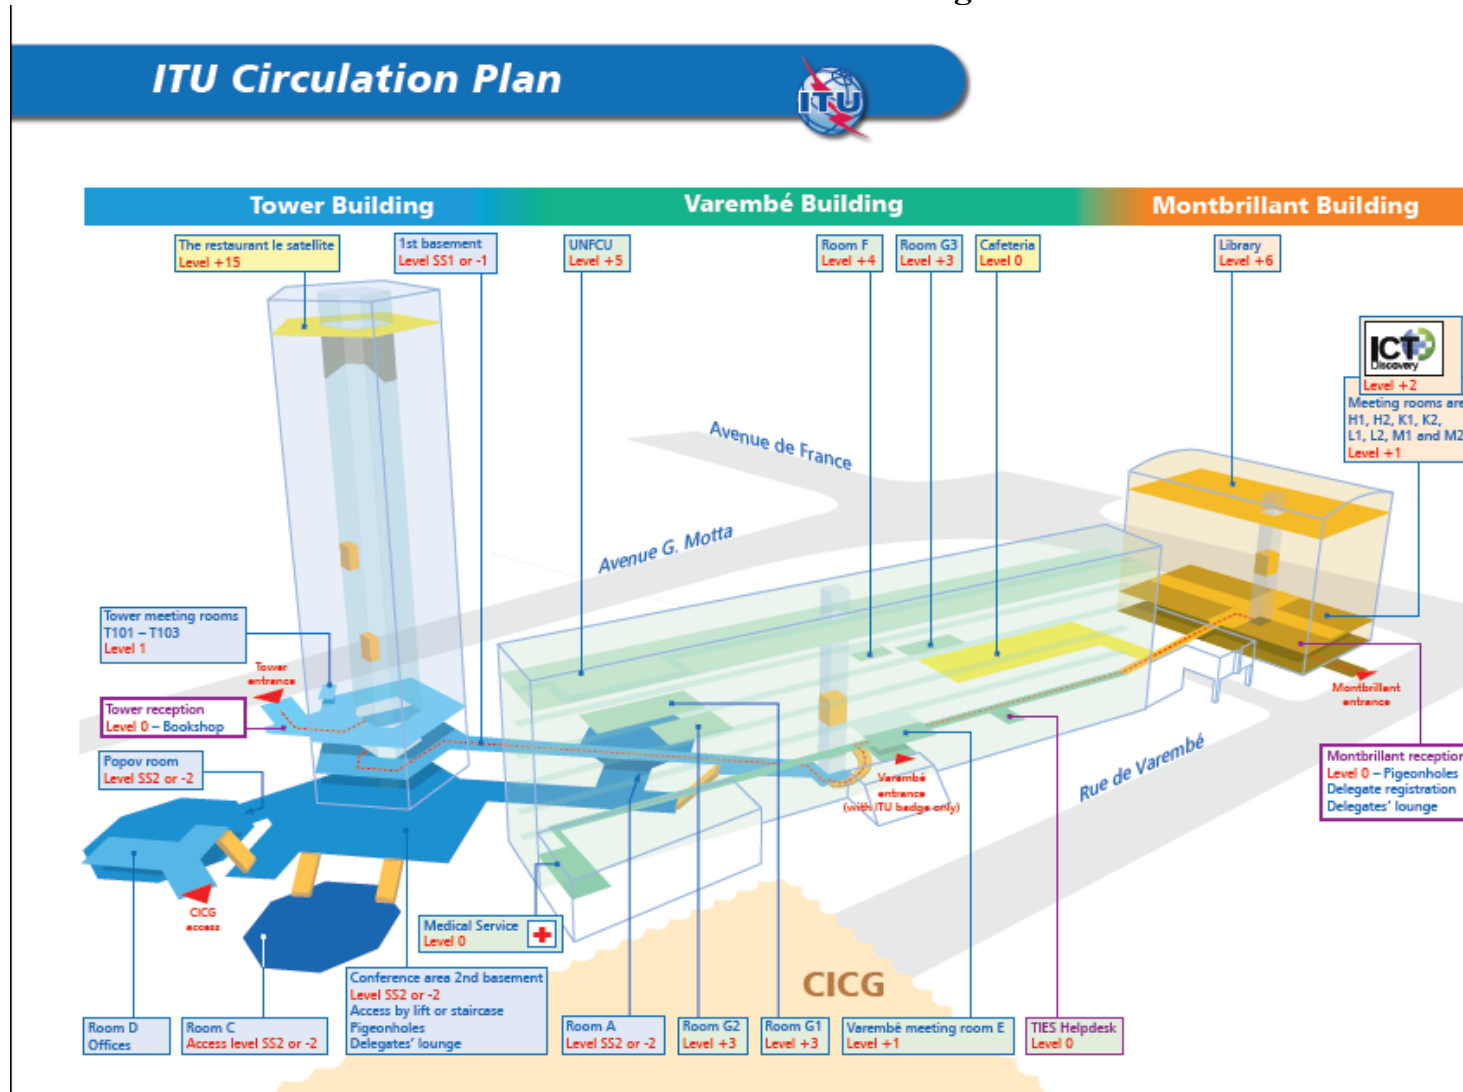 ITU Circulation Plan
ITU
Tower Building
Varembé Building
Montbrillant Building
The restaurant le satellite
Level +15
1st basement
Level SS1 or -1
UNFCU
Level +5
Room F
Level +4
Room G3
Level +3
Cafeteria
Level 0
Library
Level +6
ICT
Discovery
Level +2
Meeting rooms are
H1, H2, K1, K2,
L1, L2, M1 and M2
Level +1
Avenue de France
Avenue G. Motta
Tower meeting rooms
T101 – T103
Level 1
Tower
entrance
Tower reception
Level 0 – Bookshop
Popov room
Level SS2 or -2
Montbrillant
entrance
Rue de Varembé
Montbrillant reception
Level 0 – Pigeonholes
Delegate registration
Delegates' lounge
Varembé
entrance
(with ITU badge only)
CICG
access
Medical Service
Level 0
CICG
Room D
Offices
Room C
Access level SS2 or -2
Conference area 2nd basement
Level SS2 or -2
Access by lift or staircase
Pigeonholes
Delegates' lounge
Room A
Level SS2 or -2
Room G2
Level +3
Room G1
Level +3
Varembé meeting room E
Level +1
TIES Helpdesk
Level 0